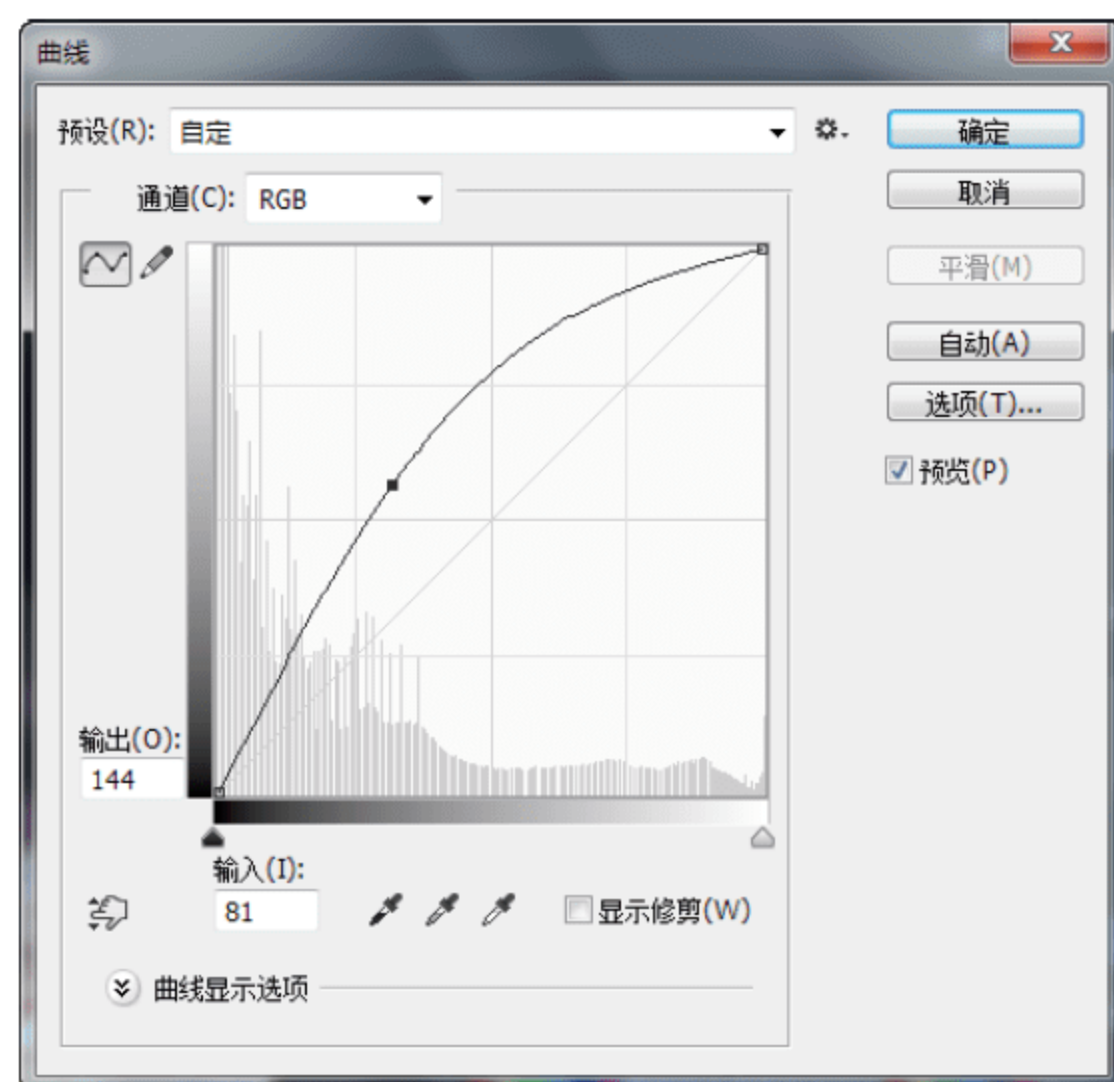 曲线
预设(R): 自定
确定
通道(C): RGB
取消
平滑(M)
自动(A)
选项(T)...
预览(P)
输出(O):
144
输入(I):
81
显示修剪(W)
曲线显示选项